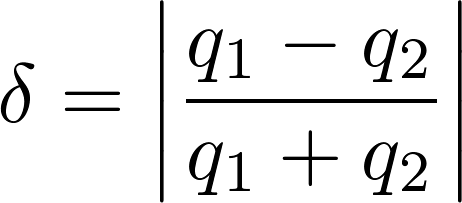 δ = | (q₁ − q₂) / (q₁ + q₂) |